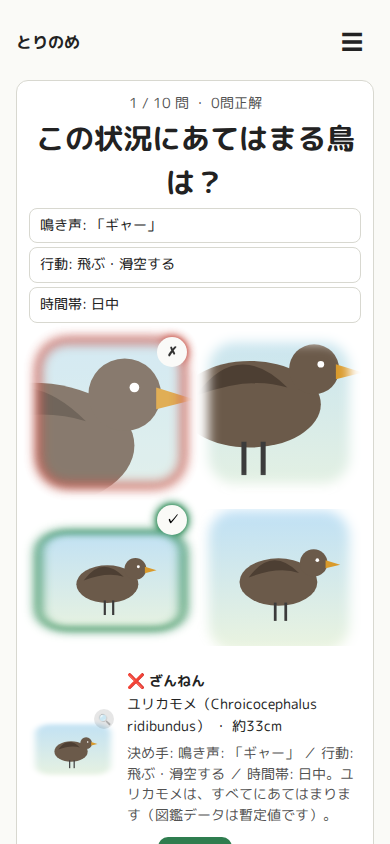 とりのめ
☰
1 / 10 問 · 0問正解
この状況にあてはまる鳥
は？
鳴き声: 「ギャー」
行動: 飛ぶ・滑空する
時間帯: 日中
✗
✓
❌ ざんねん
ユリカモメ（Chroicocephalus
ridibundus） · 約33cm
決め手: 鳴き声: 「ギャー」 ／ 行動:
飛ぶ・滑空する ／ 時間帯: 日中。ユ
リカモメは、すべてにあてはまりま
す（図鑑データは暫定値です）。